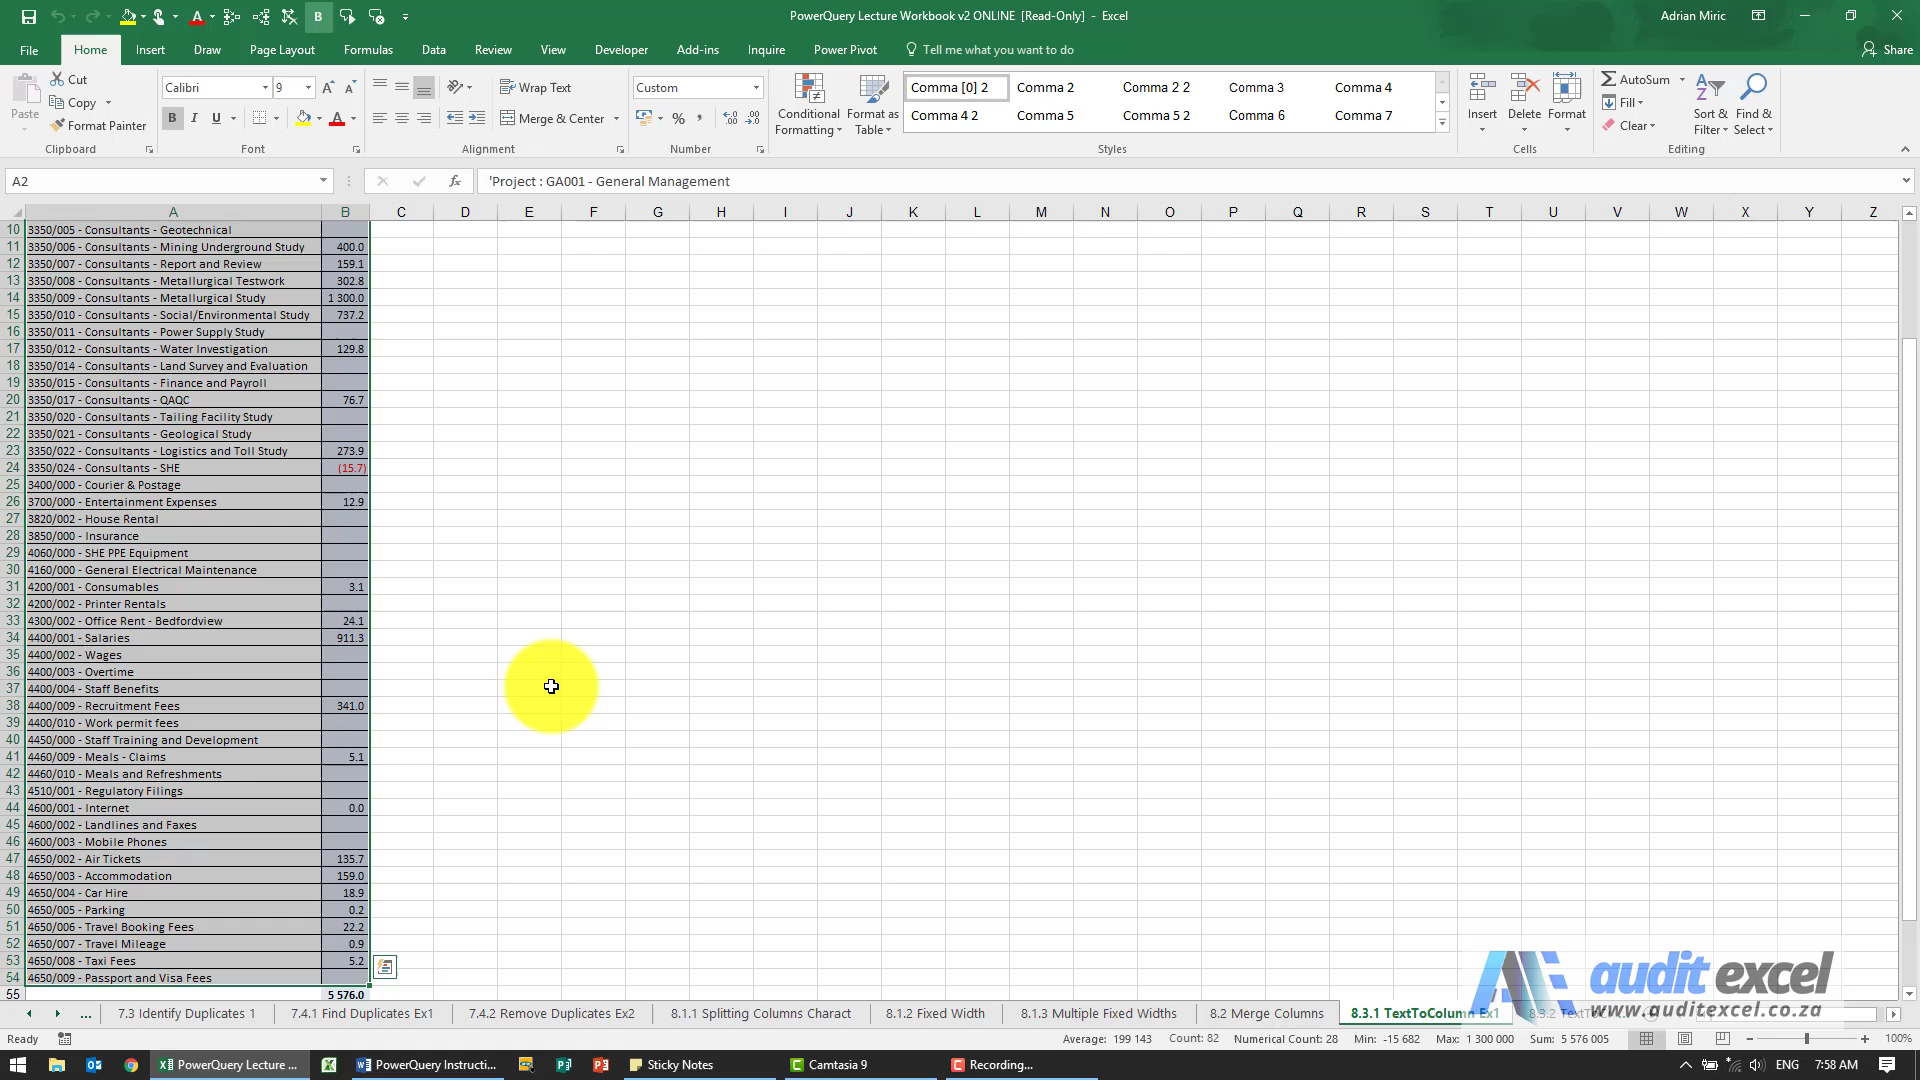 PowerQuery Lecture Workbook v2 ONLINE [Read-Only] - Excel
Adrian Miric
File Home Insert Draw Page Layout Formulas Data Review View Developer Add-ins Inquire Power Pivot Tell me what you want to do Share
Paste Cut Copy Format Painter Clipboard
Calibri 9 B I U A Font
Wrap Text Merge & Center Alignment
Custom % , Number
Conditional Formatting Format as Table
Comma [0] 2 Comma 2 Comma 2 2 Comma 3 Comma 4
Comma 4 2 Comma 5 Comma 5 2 Comma 6 Comma 7
Styles
Insert Delete Format Cells
AutoSum Fill Clear Sort & Filter Find & Select Editing
A2 fx 'Project : GA001 - General Management
A B C D E F G H I J K L M N O P Q R S T U V W X Y Z
10 3350/005 - Consultants - Geotechnical
11 3350/006 - Consultants - Mining Underground Study 400.0
12 3350/007 - Consultants - Report and Review 159.1
13 3350/008 - Consultants - Metallurgical Testwork 302.8
14 3350/009 - Consultants - Metallurgical Study 1 300.0
15 3350/010 - Consultants - Social/Environmental Study 737.2
16 3350/011 - Consultants - Power Supply Study
17 3350/012 - Consultants - Water Investigation 129.8
18 3350/014 - Consultants - Land Survey and Evaluation
19 3350/015 - Consultants - Finance and Payroll
20 3350/017 - Consultants - QAQC 76.7
21 3350/020 - Consultants - Tailing Facility Study
22 3350/021 - Consultants - Geological Study
23 3350/022 - Consultants - Logistics and Toll Study 273.9
24 3350/024 - Consultants - SHE (15.7)
25 3400/000 - Courier & Postage
26 3700/000 - Entertainment Expenses 12.9
27 3820/002 - House Rental
28 3850/000 - Insurance
29 4060/000 - SHE PPE Equipment
30 4160/000 - General Electrical Maintenance
31 4200/001 - Consumables 3.1
32 4200/002 - Printer Rentals
33 4300/002 - Office Rent - Bedfordview 24.1
34 4400/001 - Salaries 911.3
35 4400/002 - Wages
36 4400/003 - Overtime
37 4400/004 - Staff Benefits
38 4400/009 - Recruitment Fees 341.0
39 4400/010 - Work permit fees
40 4450/000 - Staff Training and Development
41 4460/009 - Meals - Claims 5.1
42 4460/010 - Meals and Refreshments
43 4510/001 - Regulatory Filings
44 4600/001 - Internet 0.0
45 4600/002 - Landlines and Faxes
46 4600/003 - Mobile Phones
47 4650/002 - Air Tickets 135.7
48 4650/003 - Accommodation 159.0
49 4650/004 - Car Hire 18.9
50 4650/005 - Parking 0.2
51 4650/006 - Travel Booking Fees 22.2
52 4650/007 - Travel Mileage 0.9
53 4650/008 - Taxi Fees 5.2
54 4650/009 - Passport and Visa Fees
55 5 576.0
audit excel
www.auditexcel.co.za
... 7.3 Identify Duplicates 1 7.4.1 Find Duplicates Ex1 7.4.2 Remove Duplicates Ex2 8.1.1 Splitting Columns Charact 8.1.2 Fixed Width 8.1.3 Multiple Fixed Widths 8.2 Merge Columns 8.3.1 TextToColumn Ex1
Ready Average: 199 143 Count: 82 Numerical Count: 28 Min: -15 682 Max: 1 300 000 Sum: 5 576 005 100%
PowerQuery Lecture ... PowerQuery Instructi... Sticky Notes Camtasia 9 Recording... ENG 7:58 AM